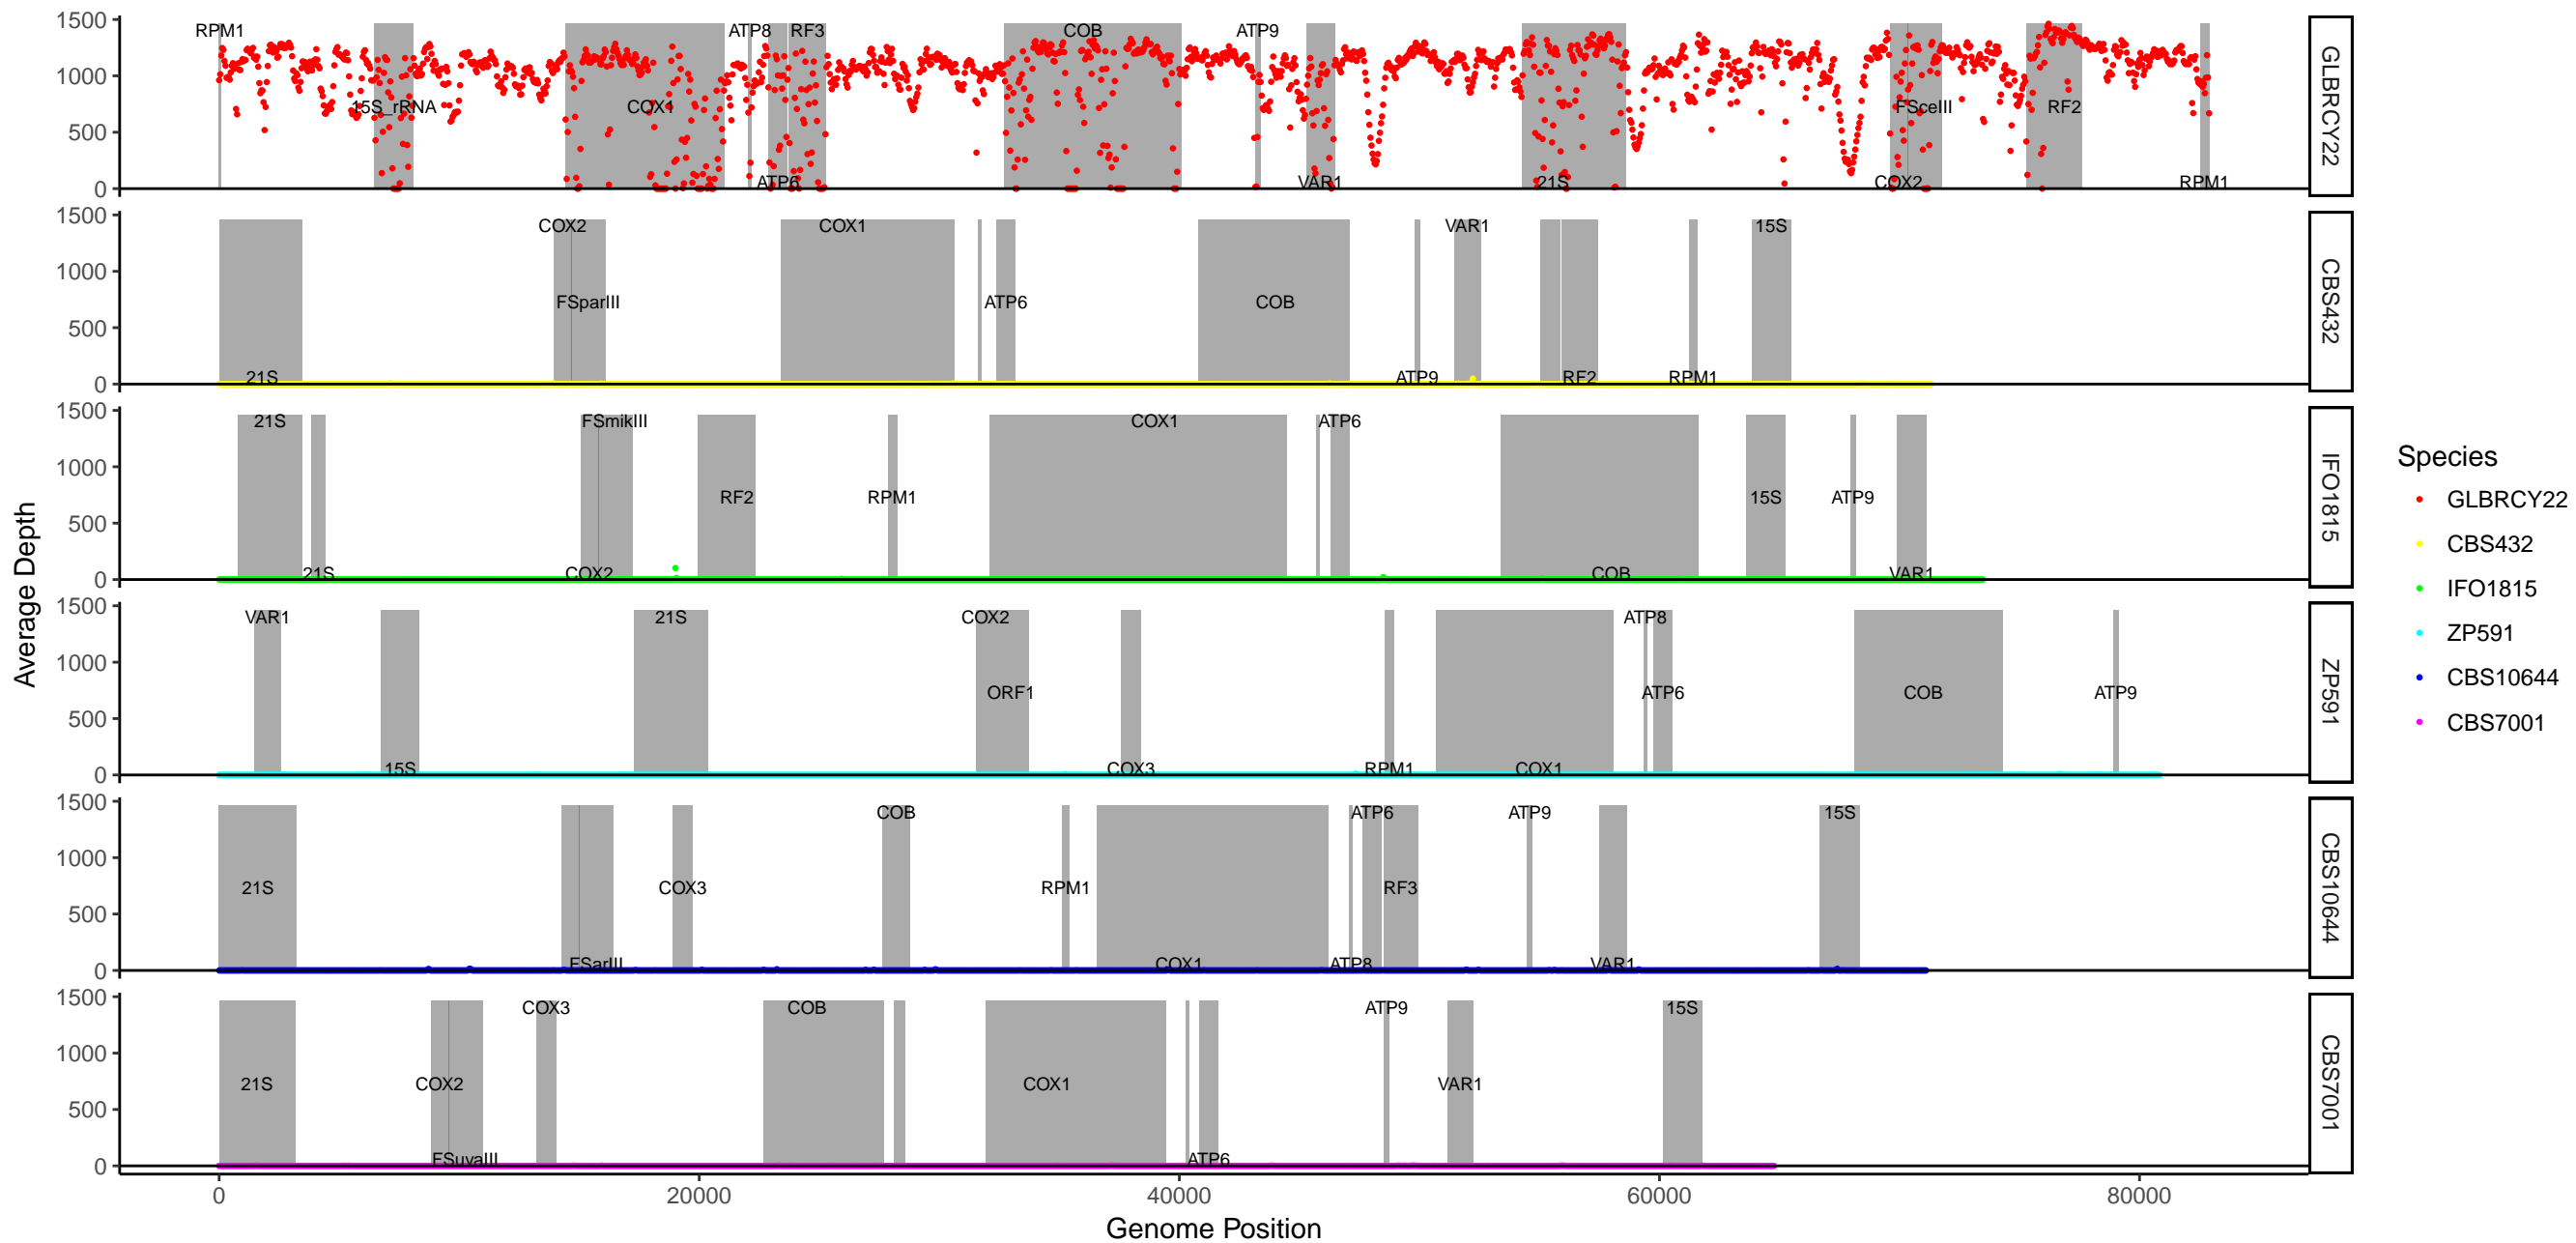 1500
1000
500
0
RPM1
15S_rRNA
COX1
ATP8
ATP6
RF3
COB
ATP9
VAR1
21S
COX2
FSceIII
RF2
RPM1
GLBRCY22
1500
1000
500
0
21S
COX2
FSparIII
COX1
ATP6
COB
ATP9
VAR1
RF2
RPM1
15S
CBS432
1500
1000
500
0
21S
21S
FSmikIII
COX2
RF2
RPM1
COX1
ATP6
COB
15S
ATP9
VAR1
IFO1815
1500
1000
500
0
VAR1
15S
21S
COX2
ORF1
COX3
RPM1
COX1
ATP8
ATP6
COB
ATP9
ZP591
1500
1000
500
0
21S
FSarIII
COX3
COB
RPM1
COX1
ATP8
ATP6
RF3
ATP9
VAR1
15S
CBS10644
1500
1000
500
0
21S
COX2
FSuvaIII
COX3
COB
COX1
ATP6
ATP9
VAR1
15S
CBS7001
0
20000
40000
60000
80000
Genome Position
Average Depth
Species
GLBRCY22
CBS432
IFO1815
ZP591
CBS10644
CBS7001